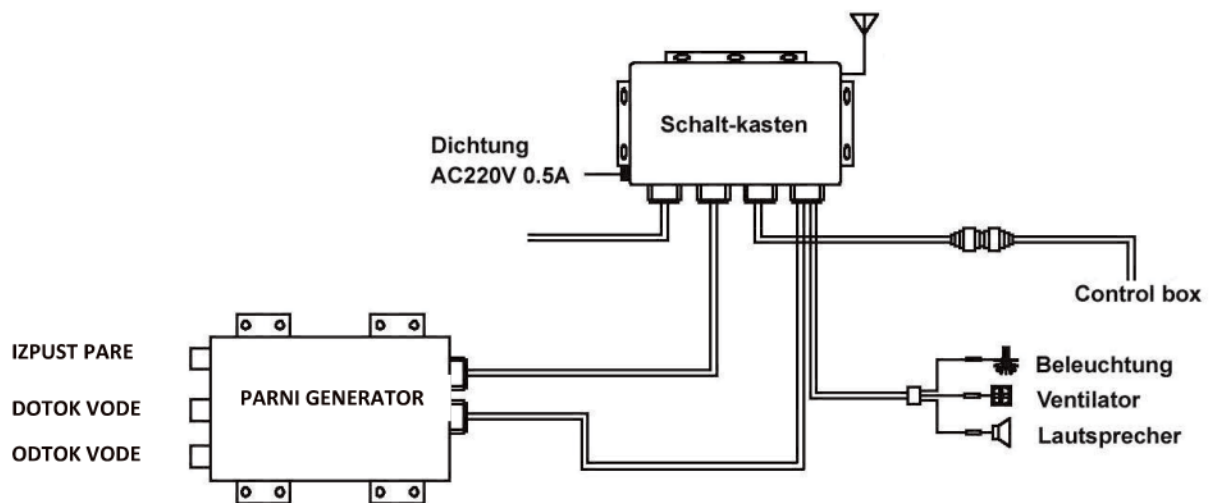 Schalt-kasten
Dichtung
AC220V 0.5A
Control box
IZPUST PARE
DOTOK VODE
ODTOK VODE
PARNI GENERATOR
Beleuchtung
Ventilator
Lautsprecher